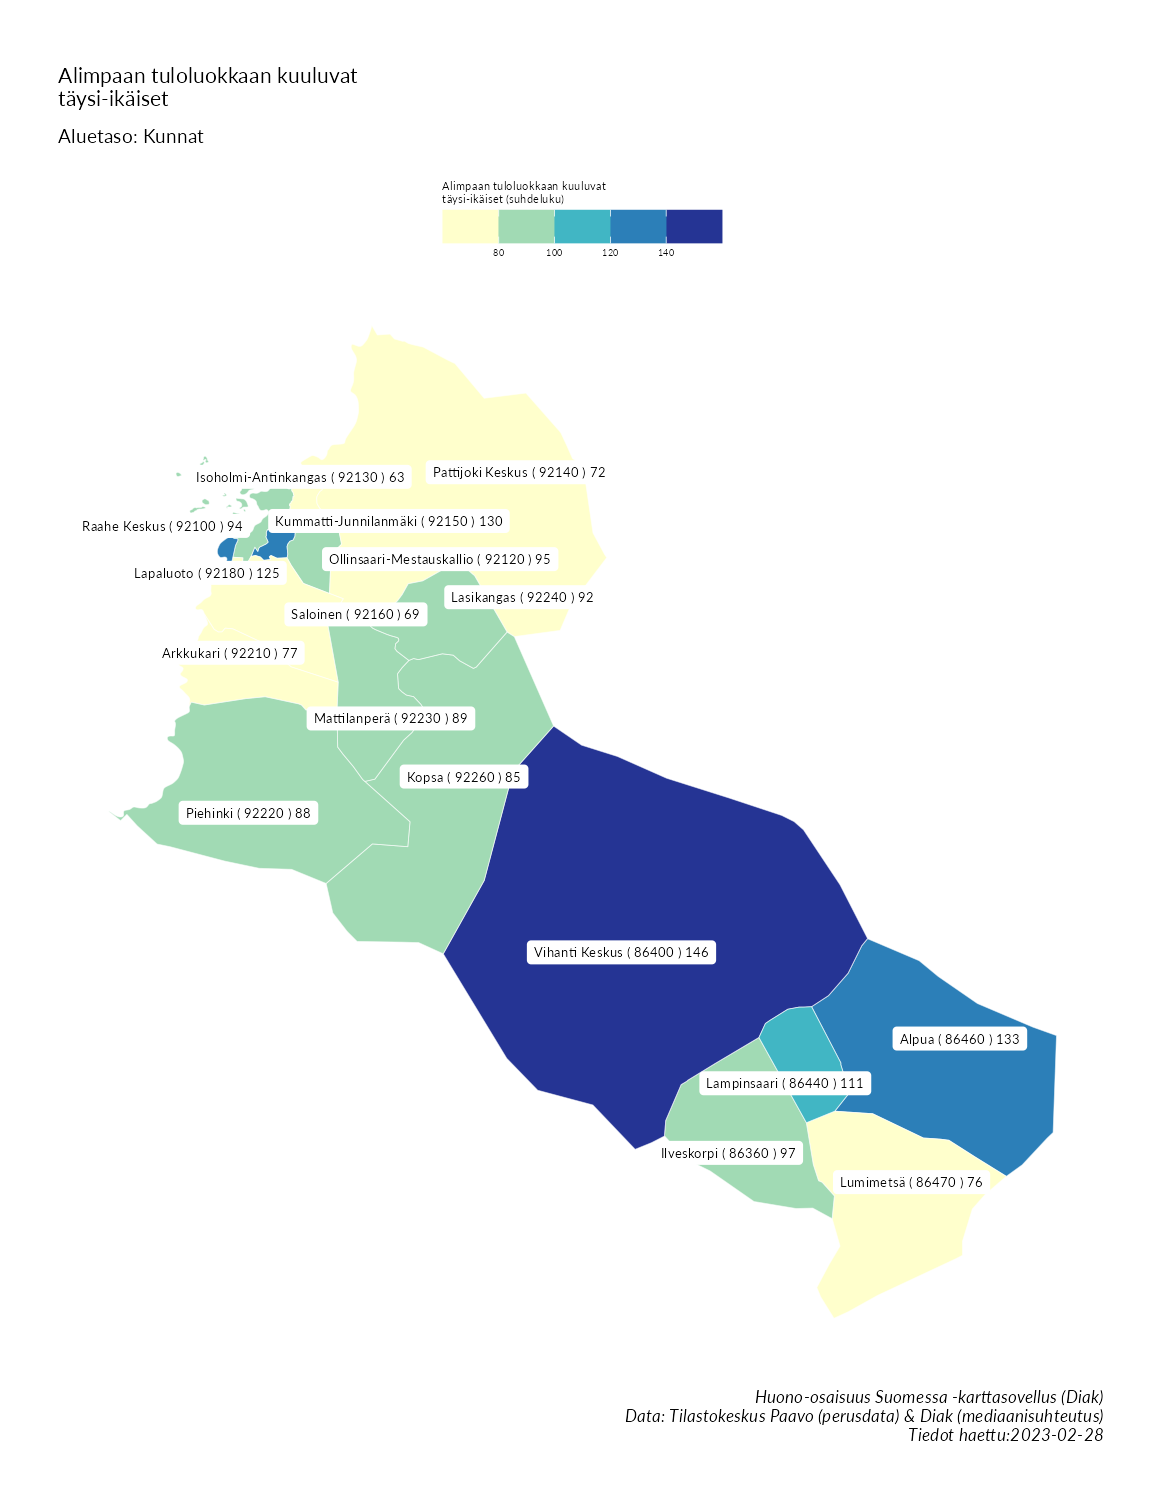 Alimpaan tuloluokkaan kuuluvat
täysi-ikäiset
Aluetaso: Kunnat
Alimpaan tuloluokkaan kuuluvat
täysi-ikäiset (suhdeluku)
80 100 120 140
Pattijoki Keskus ( 92140 ) 72
Isoholmi-Antinkangas ( 92130 ) 63
Kummatti-Junnilanmäki ( 92150 ) 130
Raahe Keskus ( 92100 ) 94
Ollinsaari-Mestauskallio ( 92120 ) 95
Lapaluoto ( 92180 ) 125
Lasikangas ( 92240 ) 92
Saloinen ( 92160 ) 69
Arkkukari ( 92210 ) 77
Mattilanperä ( 92230 ) 89
Kopsa ( 92260 ) 85
Piehinki ( 92220 ) 88
Vihanti Keskus ( 86400 ) 146
Alpua ( 86460 ) 133
Lampinsaari ( 86440 ) 111
Ilveskorpi ( 86360 ) 97
Lumimetsä ( 86470 ) 76
Huono-osaisuus Suomessa -karttasovellus (Diak)
Data: Tilastokeskus Paavo (perusdata) & Diak (mediaanisuhteutus)
Tiedot haettu:2023-02-28